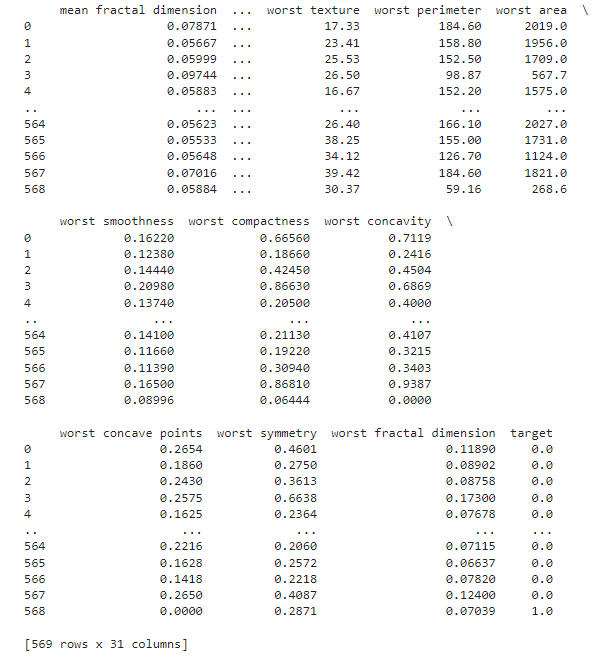 mean fractal dimension ... worst texture worst perimeter worst area \
0 0.07871 ... 17.33 184.60 2019.0
1 0.05667 ... 23.41 158.80 1956.0
2 0.05999 ... 25.53 152.50 1709.0
3 0.09744 ... 26.50 98.87 567.7
4 0.05883 ... 16.67 152.20 1575.0
.. ... ... ... ... ...
564 0.05623 ... 26.40 166.10 2027.0
565 0.05533 ... 38.25 155.00 1731.0
566 0.05648 ... 34.12 126.70 1124.0
567 0.07016 ... 39.42 184.60 1821.0
568 0.05884 ... 30.37 59.16 268.6
worst smoothness worst compactness worst concavity \
0 0.16220 0.66560 0.7119
1 0.12380 0.18660 0.2416
2 0.14440 0.42450 0.4504
3 0.20980 0.86630 0.6869
4 0.13740 0.20500 0.4000
.. ... ... ...
564 0.14100 0.21130 0.4107
565 0.11660 0.19220 0.3215
566 0.11390 0.30940 0.3403
567 0.16500 0.86810 0.9387
568 0.08996 0.06444 0.0000
worst concave points worst symmetry worst fractal dimension target
0 0.2654 0.4601 0.11890 0.0
1 0.1860 0.2750 0.08902 0.0
2 0.2430 0.3613 0.08758 0.0
3 0.2575 0.6638 0.17300 0.0
4 0.1625 0.2364 0.07678 0.0
.. ... ... ... ...
564 0.2216 0.2060 0.07115 0.0
565 0.1628 0.2572 0.06637 0.0
566 0.1418 0.2218 0.07820 0.0
567 0.2650 0.4087 0.12400 0.0
568 0.0000 0.2871 0.07039 1.0
[569 rows x 31 columns]